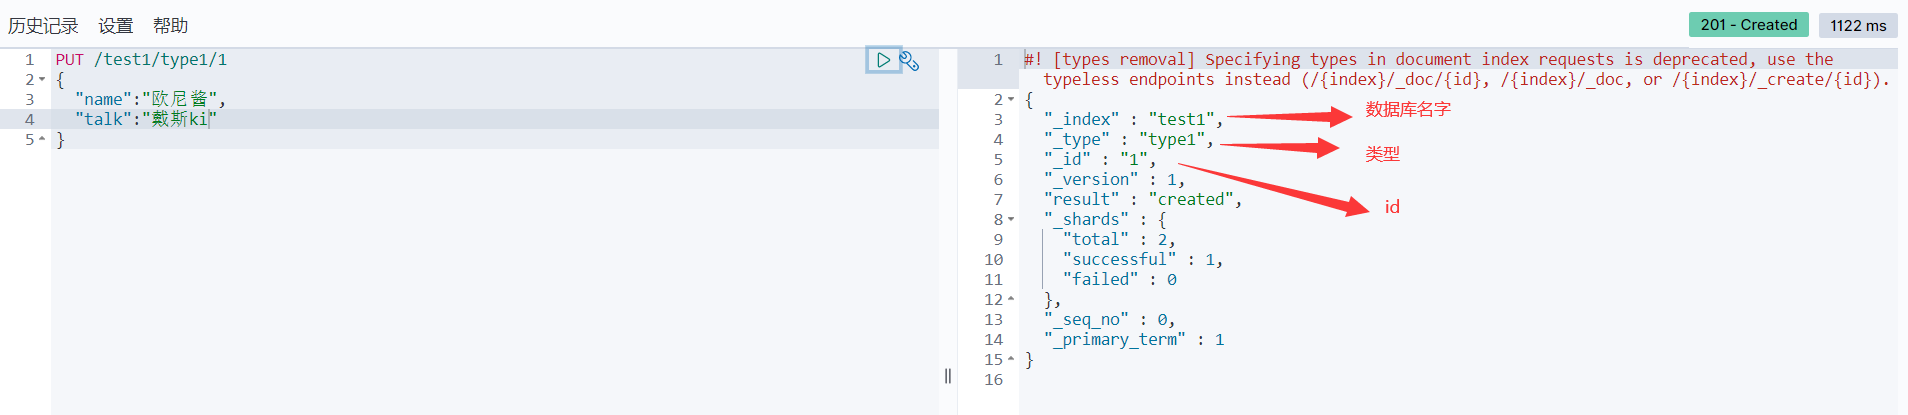 历史记录 设置 帮助
201 - Created 1122 ms
1 PUT /test1/type1/1
2 {
3 "name":"欧尼酱",
4 "talk":"戴斯ki"
5 }
1 #! [types removal] Specifying types in document index requests is deprecated, use the
typeless endpoints instead (/{index}/_doc/{id}, /{index}/_doc, or /{index}/_create/{id}).
2 {
3 "_index" : "test1", 数据库名字
4 "_type" : "type1", 类型
5 "_id" : "1",
6 "_version" : 1,
7 "result" : "created", id
8 "_shards" : {
9 "total" : 2,
10 "successful" : 1,
11 "failed" : 0
12 },
13 "_seq_no" : 0,
14 "_primary_term" : 1
15 }
16